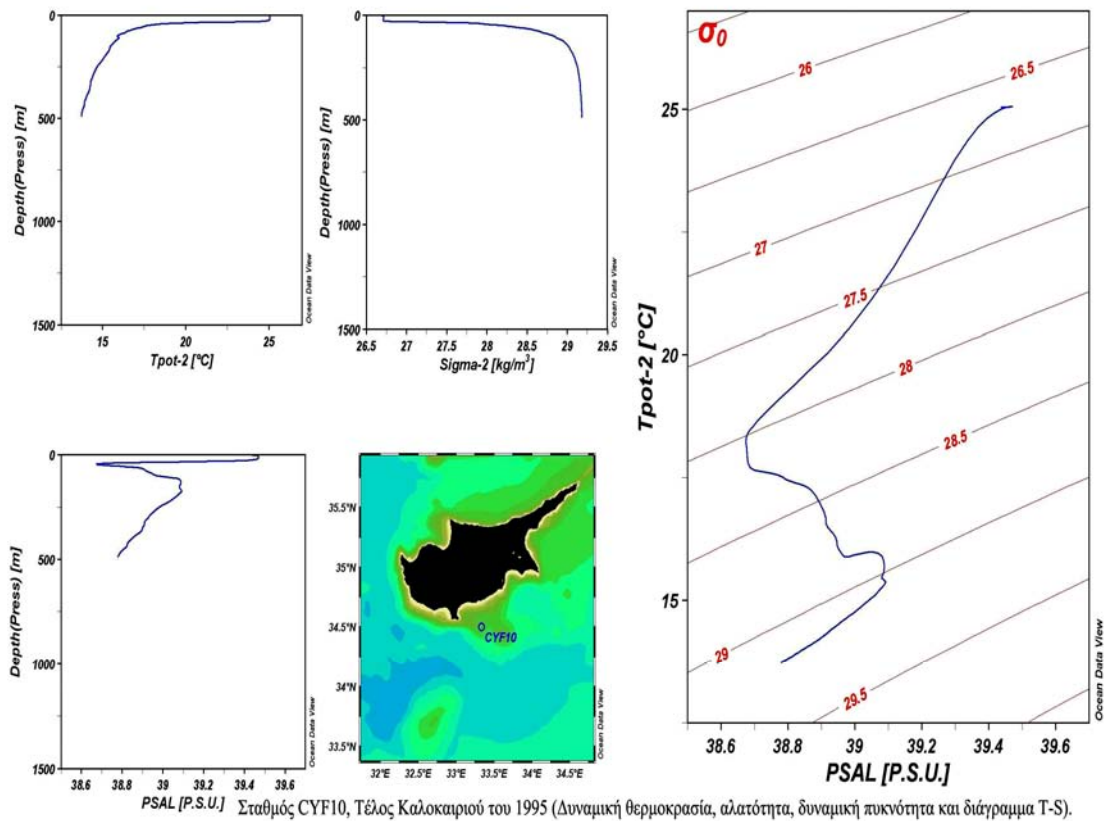 0
500
1000
1500
Depth(Press) [m]
15 20 25
Tpot-2 [°C]
Ocean Data View
0
500
1000
1500
Depth(Press) [m]
26.5 27 27.5 28 28.5 29 29.5
Sigma-2 [kg/m3]
Ocean Data View
σ0
26
26.5
27
27.5
28
28.5
29
29.5
25
20
15
Tpot-2 [°C]
38.6 38.8 39 39.2 39.4 39.6
PSAL [P.S.U.]
Ocean Data View
0
500
1000
1500
Depth(Press) [m]
38.6 38.8 39 39.2 39.4 39.6
PSAL [P.S.U.]
Ocean Data View
35.5°N
35°N
34.5°N
34°N
33.5°N
CYF10
32°E 32.5°E 33°E 33.5°E 34°E 34.5°E
Ocean Data View
Σταθμός CYF10, Τέλος Καλοκαιριού του 1995 (Δυναμική θερμοκρασία, αλατότητα, δυναμική πυκνότητα και διάγραμμα T-S).